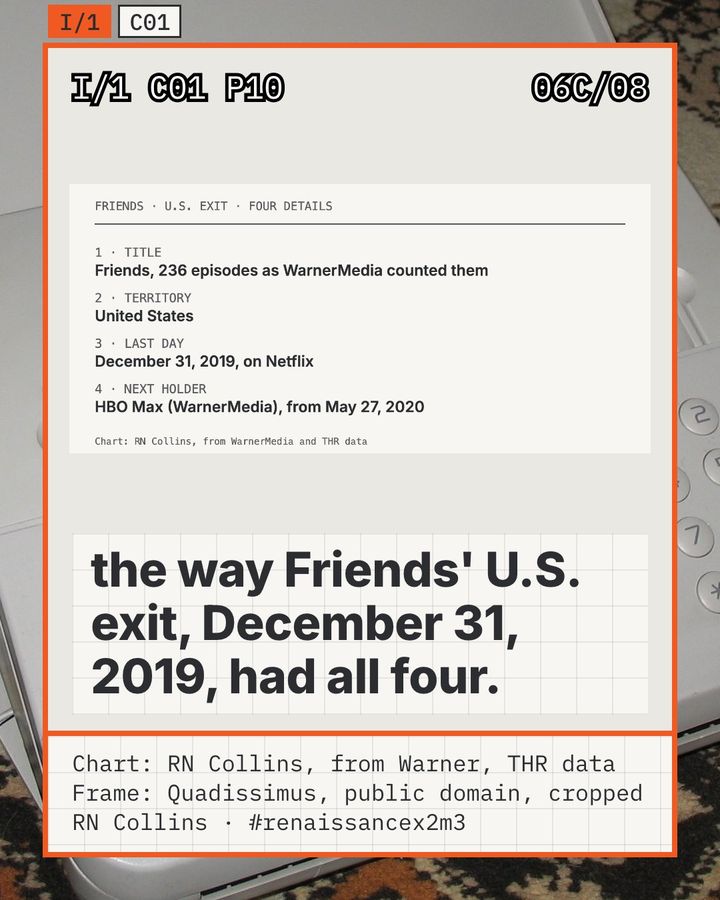 I/1 C01
I/1 C01 P10 06C/08
FRIENDS · U.S. EXIT · FOUR DETAILS
1 · TITLE
Friends, 236 episodes as WarnerMedia counted them
2 · TERRITORY
United States
3 · LAST DAY
December 31, 2019, on Netflix
4 · NEXT HOLDER
HBO Max (WarnerMedia), from May 27, 2020
Chart: RN Collins, from WarnerMedia and THR data
the way Friends' U.S.
exit, December 31,
2019, had all four.
Chart: RN Collins, from Warner, THR data
Frame: Quadissimus, public domain, cropped
RN Collins · #renaissancex2m3
2
7
*